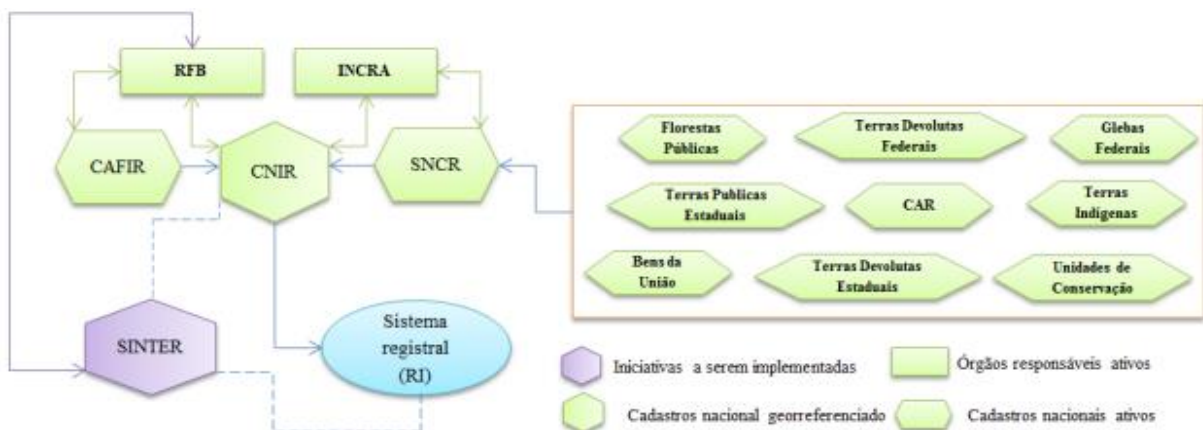 RFB
INCRA
CAFIR
CNIR
SNCR
SINTER
Sistema
registral
(RI)
Florestas
Públicas
Terras Devolutas
Federais
Glebas
Federais
Terras Publicas
Estaduais
CAR
Terras
Indígenas
Bens da
União
Terras Devolutas
Estaduais
Unidades de
Conservação
Iniciativas a serem implementadas
Órgãos responsáveis ativos
Cadastros nacional georreferenciado
Cadastros nacionais ativos